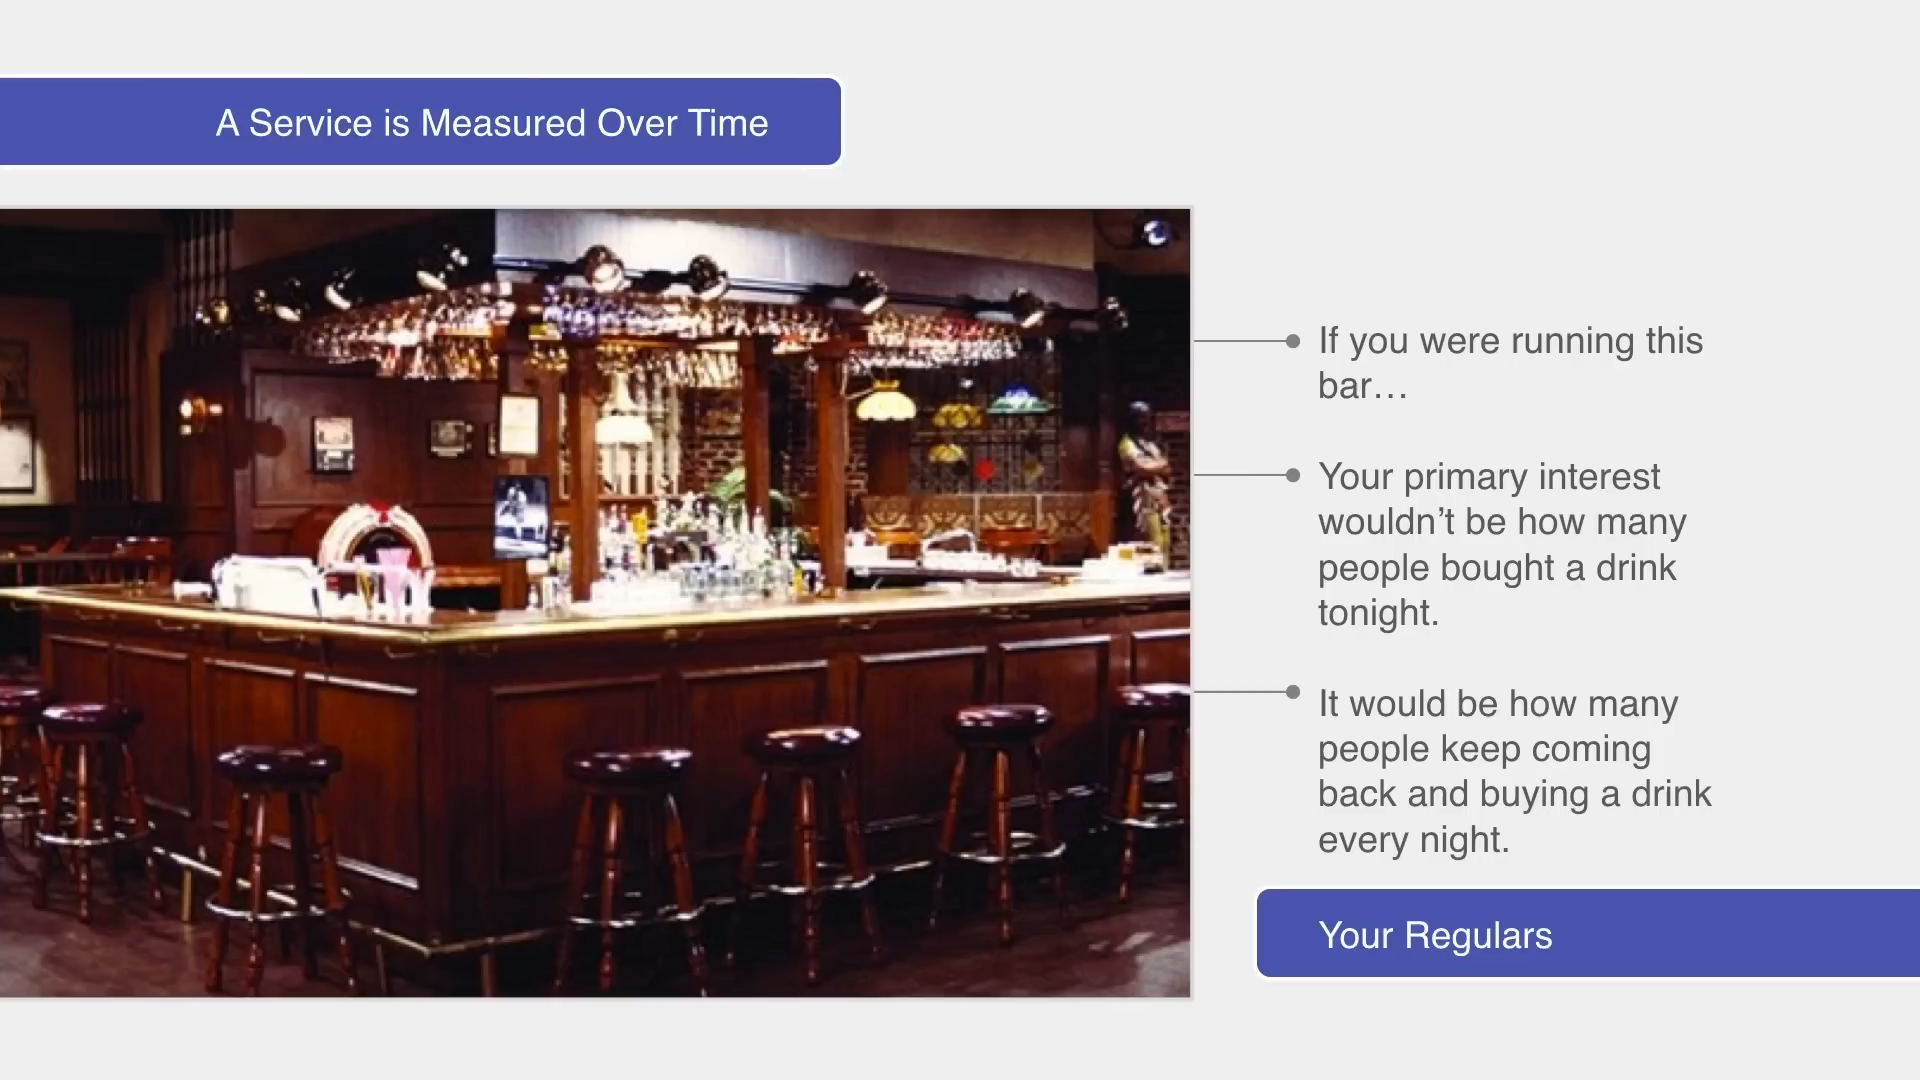 A Service is Measured Over Time
If you were running this
bar…
Your primary interest
wouldn’t be how many
people bought a drink
tonight.
It would be how many
people keep coming
back and buying a drink
every night.
Your Regulars